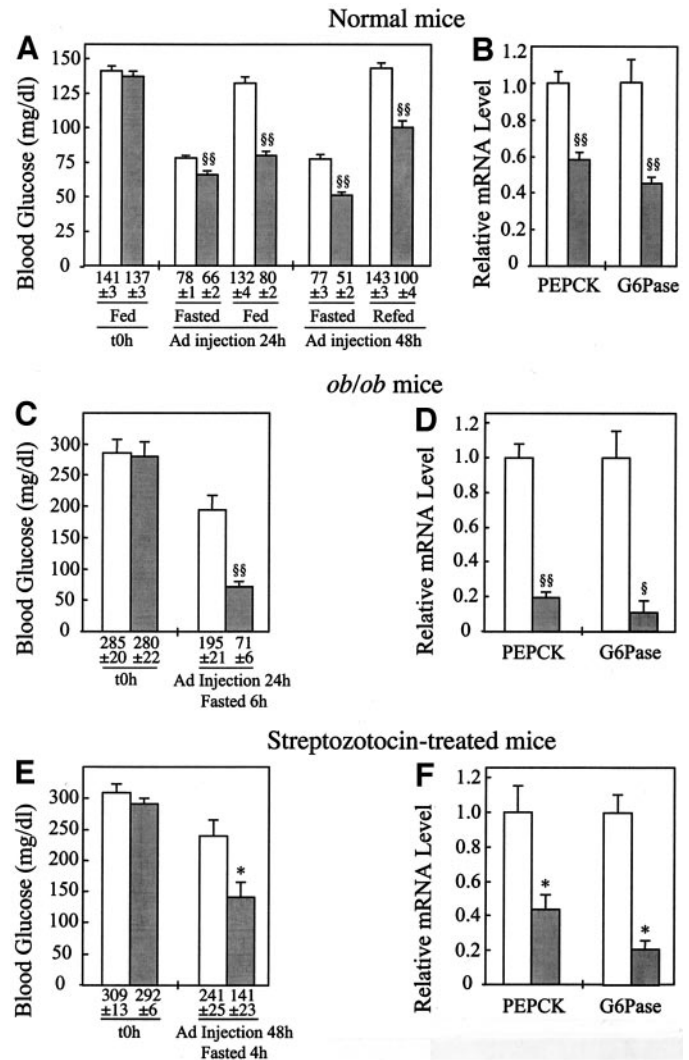 Normal mice
A
Blood Glucose (mg/dl)
150
125
100
75
50
25
0
§§ §§ §§ §§
141 137 78 66 132 80 77 51 143 100
±3 ±3 ±1 ±2 ±4 ±2 ±3 ±2 ±3 ±4
Fed Fasted Fed Fasted Refed
t0h Ad injection 24h Ad injection 48h
B
Relative mRNA Level
1.2
1.0
0.8
0.6
0.4
0.2
0
§§ §§
PEPCK G6Pase
ob/ob mice
C
Blood Glucose (mg/dl)
300
250
200
150
100
50
0
§§
285 280 195 71
±20 ±22 ±21 ±6
t0h Ad Injection 24h
Fasted 6h
D
Relative mRNA Level
1.2
1.0
0.8
0.6
0.4
0.2
0
§§ §
PEPCK G6Pase
Streptozotocin-treated mice
E
Blood Glucose (mg/dl)
300
250
200
150
100
50
0
*
309 292 241 141
±13 ±6 ±25 ±23
t0h Ad Injection 48h
Fasted 4h
F
Relative mRNA Level
1.2
1.0
0.8
0.6
0.4
0.2
0
* *
PEPCK G6Pase